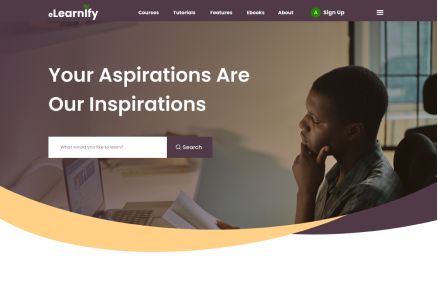 eLearnify
Courses Tutorials Features Ebooks About A Sign Up
Your Aspirations Are
Our Inspirations
What would you like to learn?
Search